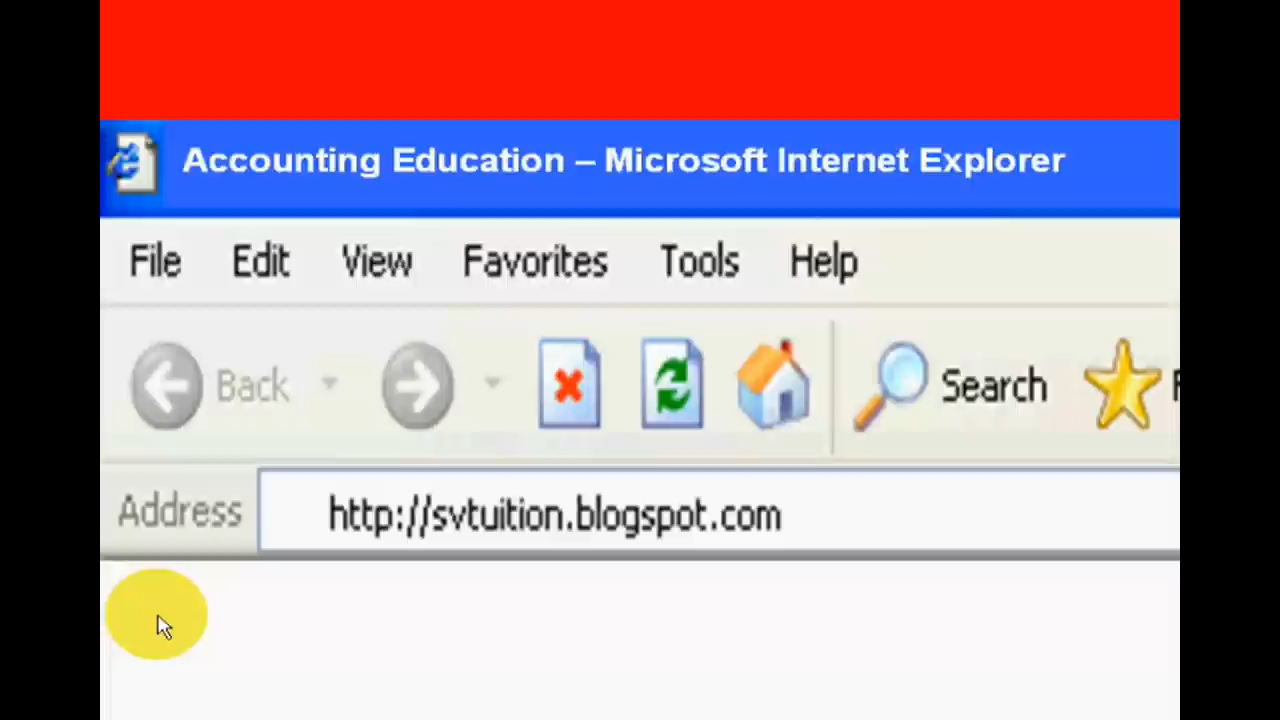 Accounting Education – Microsoft Internet Explorer
File Edit View Favorites Tools Help
Back Search
Address http://svtuition.blogspot.com